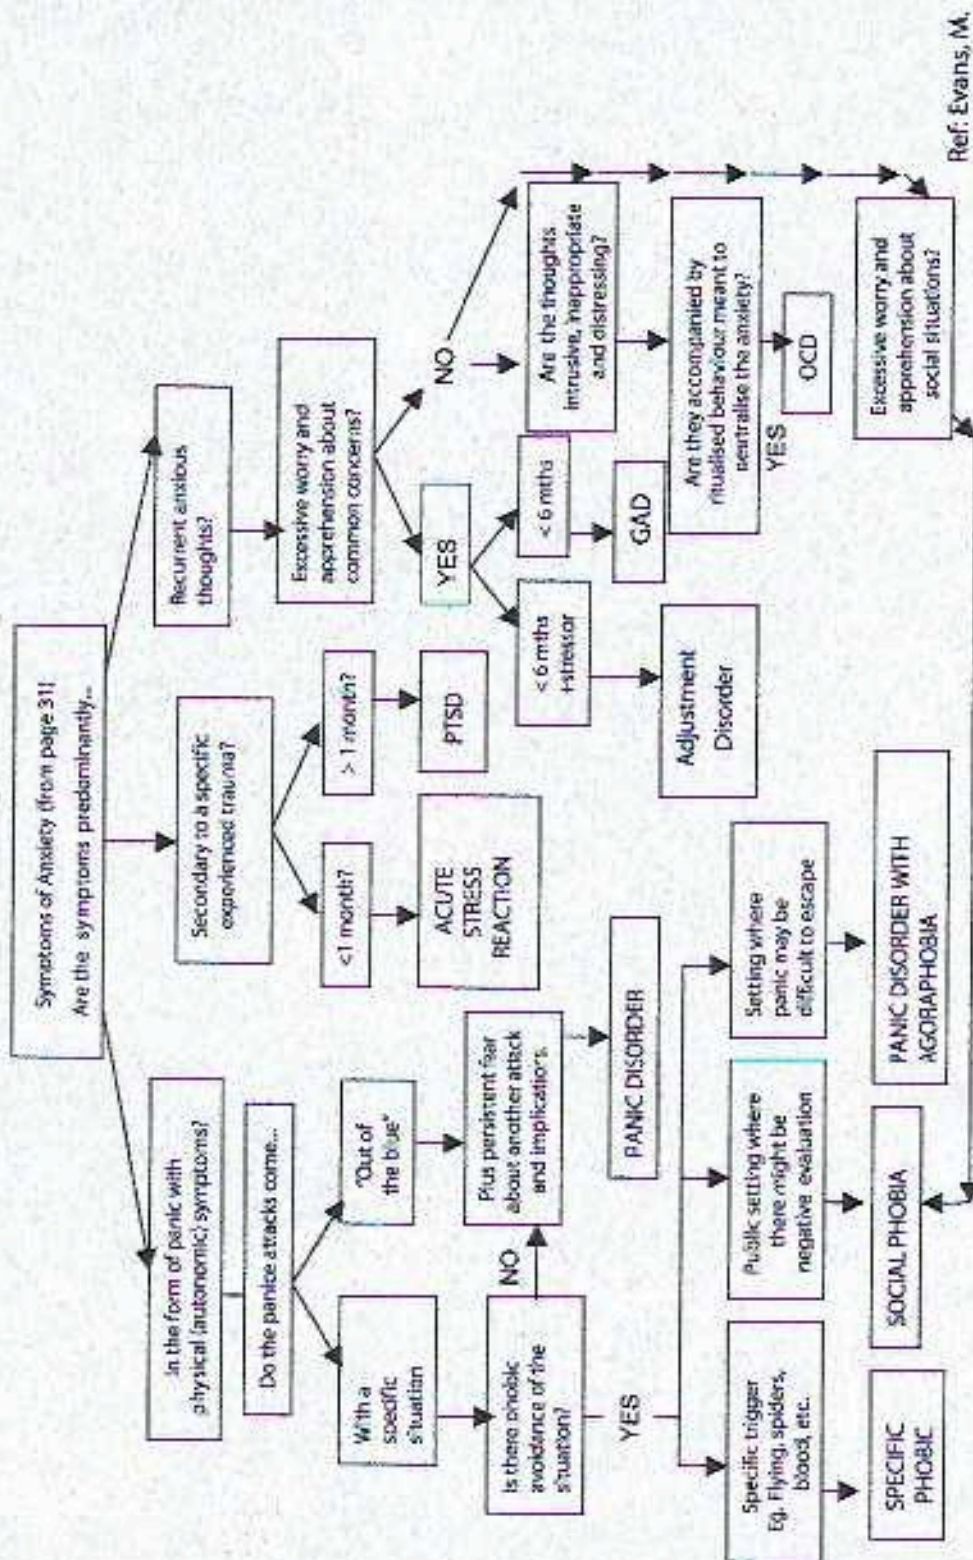 Symptoms of Anxiety (from page 31)
Are the symptoms predominantly...
In the form of panic with
physical (autonomic) symptoms?
Do the panice attacks come...
With a
specific
situation
"Out of
the blue"
Is there phobic
avoidance of the
situation?
NO
Plus persistent fear
about another attack
and implications.
PANIC DISORDER
YES
Specific trigger
Eg. Flying, spiders,
blood, etc.
Public setting where
there might be
negative evaluation
Setting where
panic may be
difficult to escape
SPECIFIC
PHOBIC
SOCIAL PHOBIA
PANIC DISORDER WITH
AGORAPHOBIA
Secondary to a specific
experienced trauma?
<1 month?
> 1 month?
ACUTE
STRESS
REACTION
PTSD
Recurrent anxious
thoughts?
Excessive worry and
apprehension about
common concerns?
YES
NO
< 6 mths
+stressor
< 6 mths
Adjustment
Disorder
GAD
Are the thoughts
intrusive, inappropriate
and distressing?
Are they accompanied by
ritualised behaviour meant to
neutralise the anxiety?
YES
OCD
Excessive worry and
apprehension about
social situations?
Ref: Evans, M.